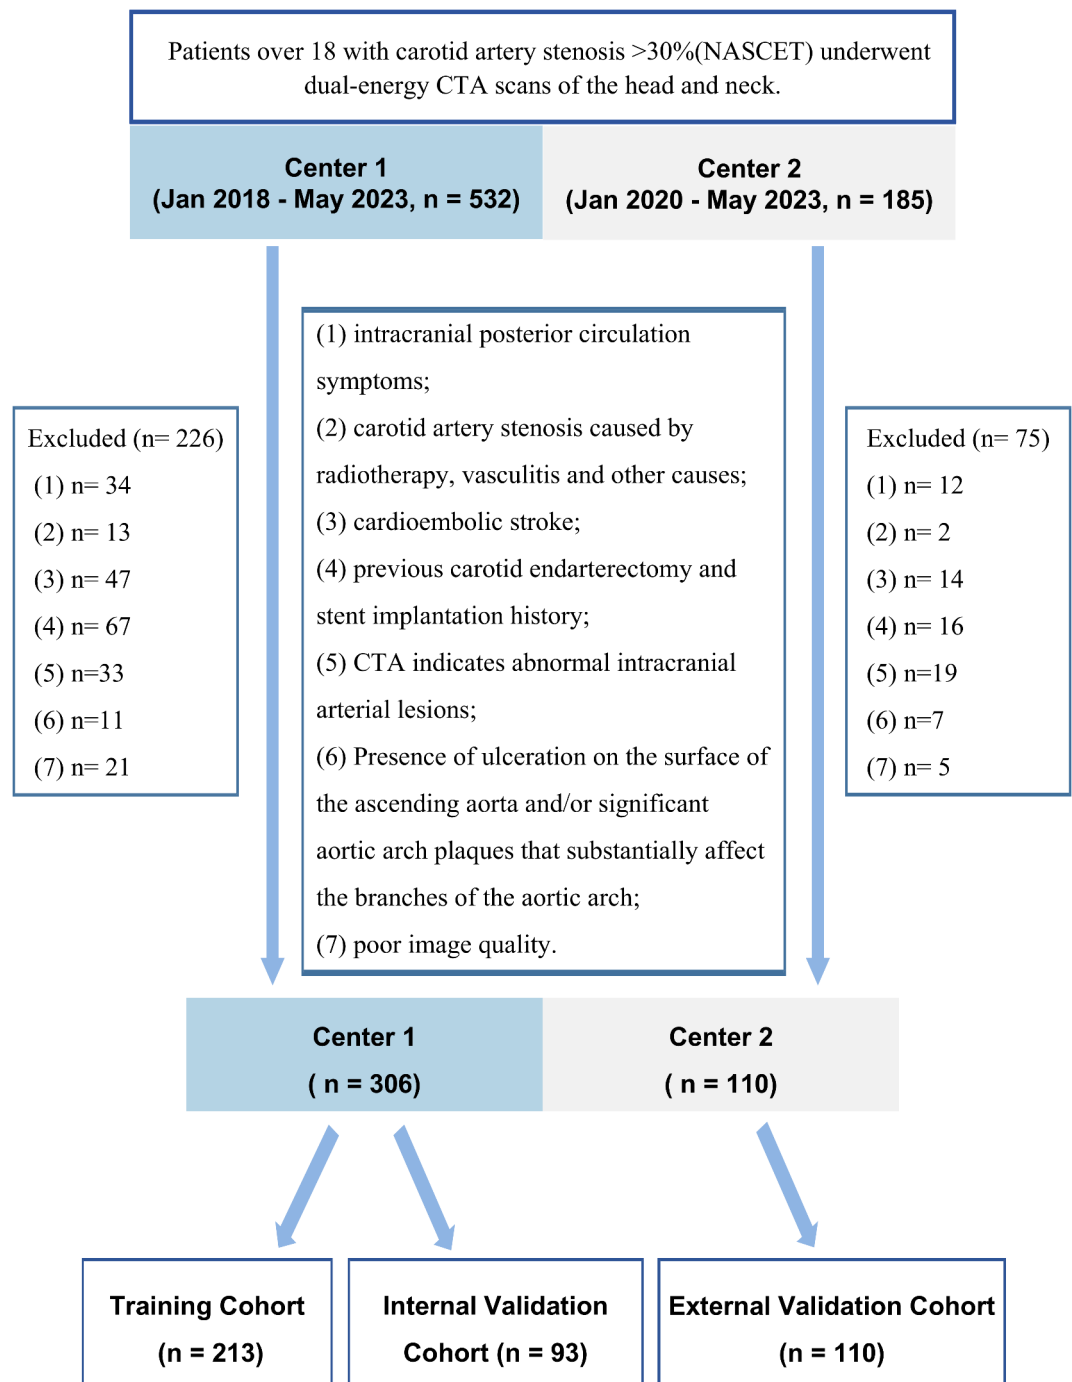 Patients over 18 with carotid artery stenosis >30%(NASCET) underwent
dual-energy CTA scans of the head and neck.
Center 1
(Jan 2018 - May 2023, n = 532)
Center 2
(Jan 2020 - May 2023, n = 185)
(1) intracranial posterior circulation
symptoms;
(2) carotid artery stenosis caused by
radiotherapy, vasculitis and other causes;
(3) cardioembolic stroke;
(4) previous carotid endarterectomy and
stent implantation history;
(5) CTA indicates abnormal intracranial
arterial lesions;
(6) Presence of ulceration on the surface of
the ascending aorta and/or significant
aortic arch plaques that substantially affect
the branches of the aortic arch;
(7) poor image quality.
Excluded (n= 226)
(1) n= 34
(2) n= 13
(3) n= 47
(4) n= 67
(5) n=33
(6) n=11
(7) n= 21
Excluded (n= 75)
(1) n= 12
(2) n= 2
(3) n= 14
(4) n= 16
(5) n=19
(6) n=7
(7) n= 5
Center 1
( n = 306)
Center 2
( n = 110)
Training Cohort
(n = 213)
Internal Validation
Cohort (n = 93)
External Validation Cohort
(n = 110)